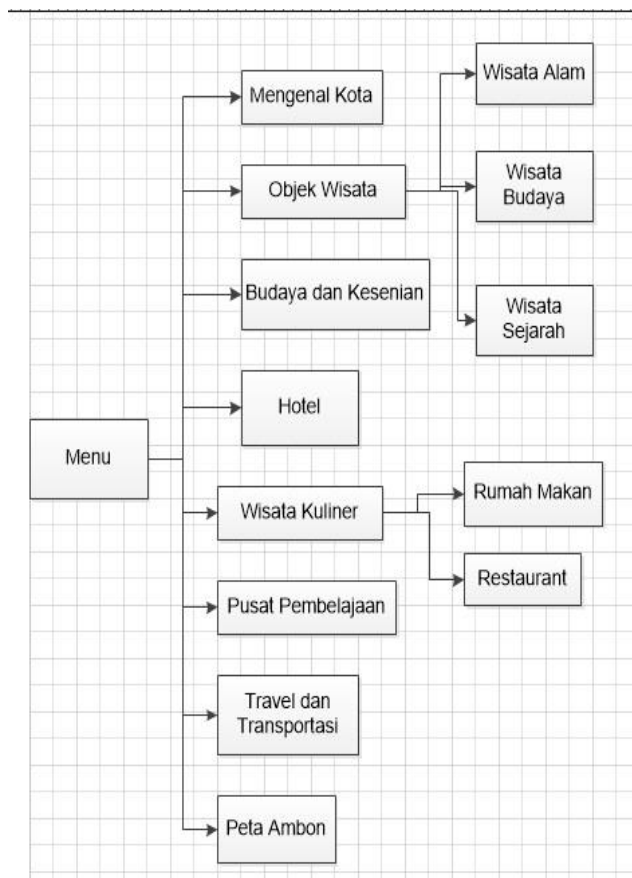 Menu
Mengenal Kota
Objek Wisata
Wisata Alam
Wisata
Budaya
Wisata
Sejarah
Budaya dan Kesenian
Hotel
Wisata Kuliner
Rumah Makan
Restaurant
Pusat Pembelajaan
Travel dan
Transportasi
Peta Ambon